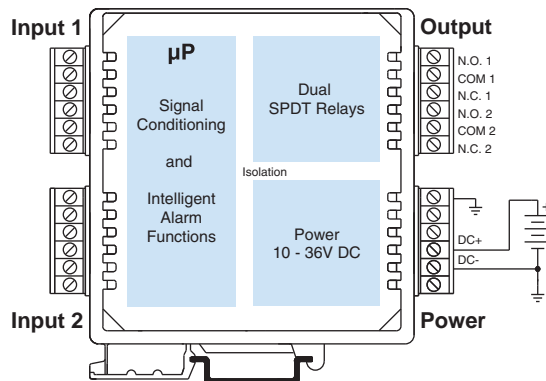 Input 1
Output
µP
Signal
Conditioning
and
Intelligent
Alarm
Functions
Dual
SPDT Relays
N.O. 1
COM 1
N.C. 1
N.O. 2
COM 2
N.C. 2
Isolation
Power
10 - 36V DC
+
DC+
DC-
Input 2
Power